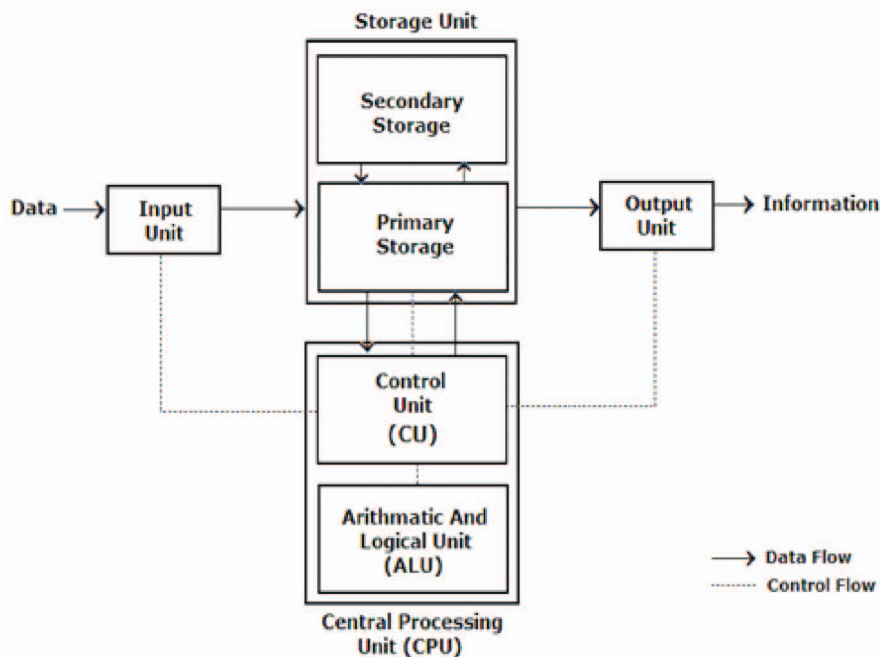 Storage Unit
Secondary
Storage
Data
Input
Unit
Primary
Storage
Output
Unit
Information
Control
Unit
(CU)
Arithmatic And
Logical Unit
(ALU)
Central Processing
Unit (CPU)
Data Flow
Control Flow